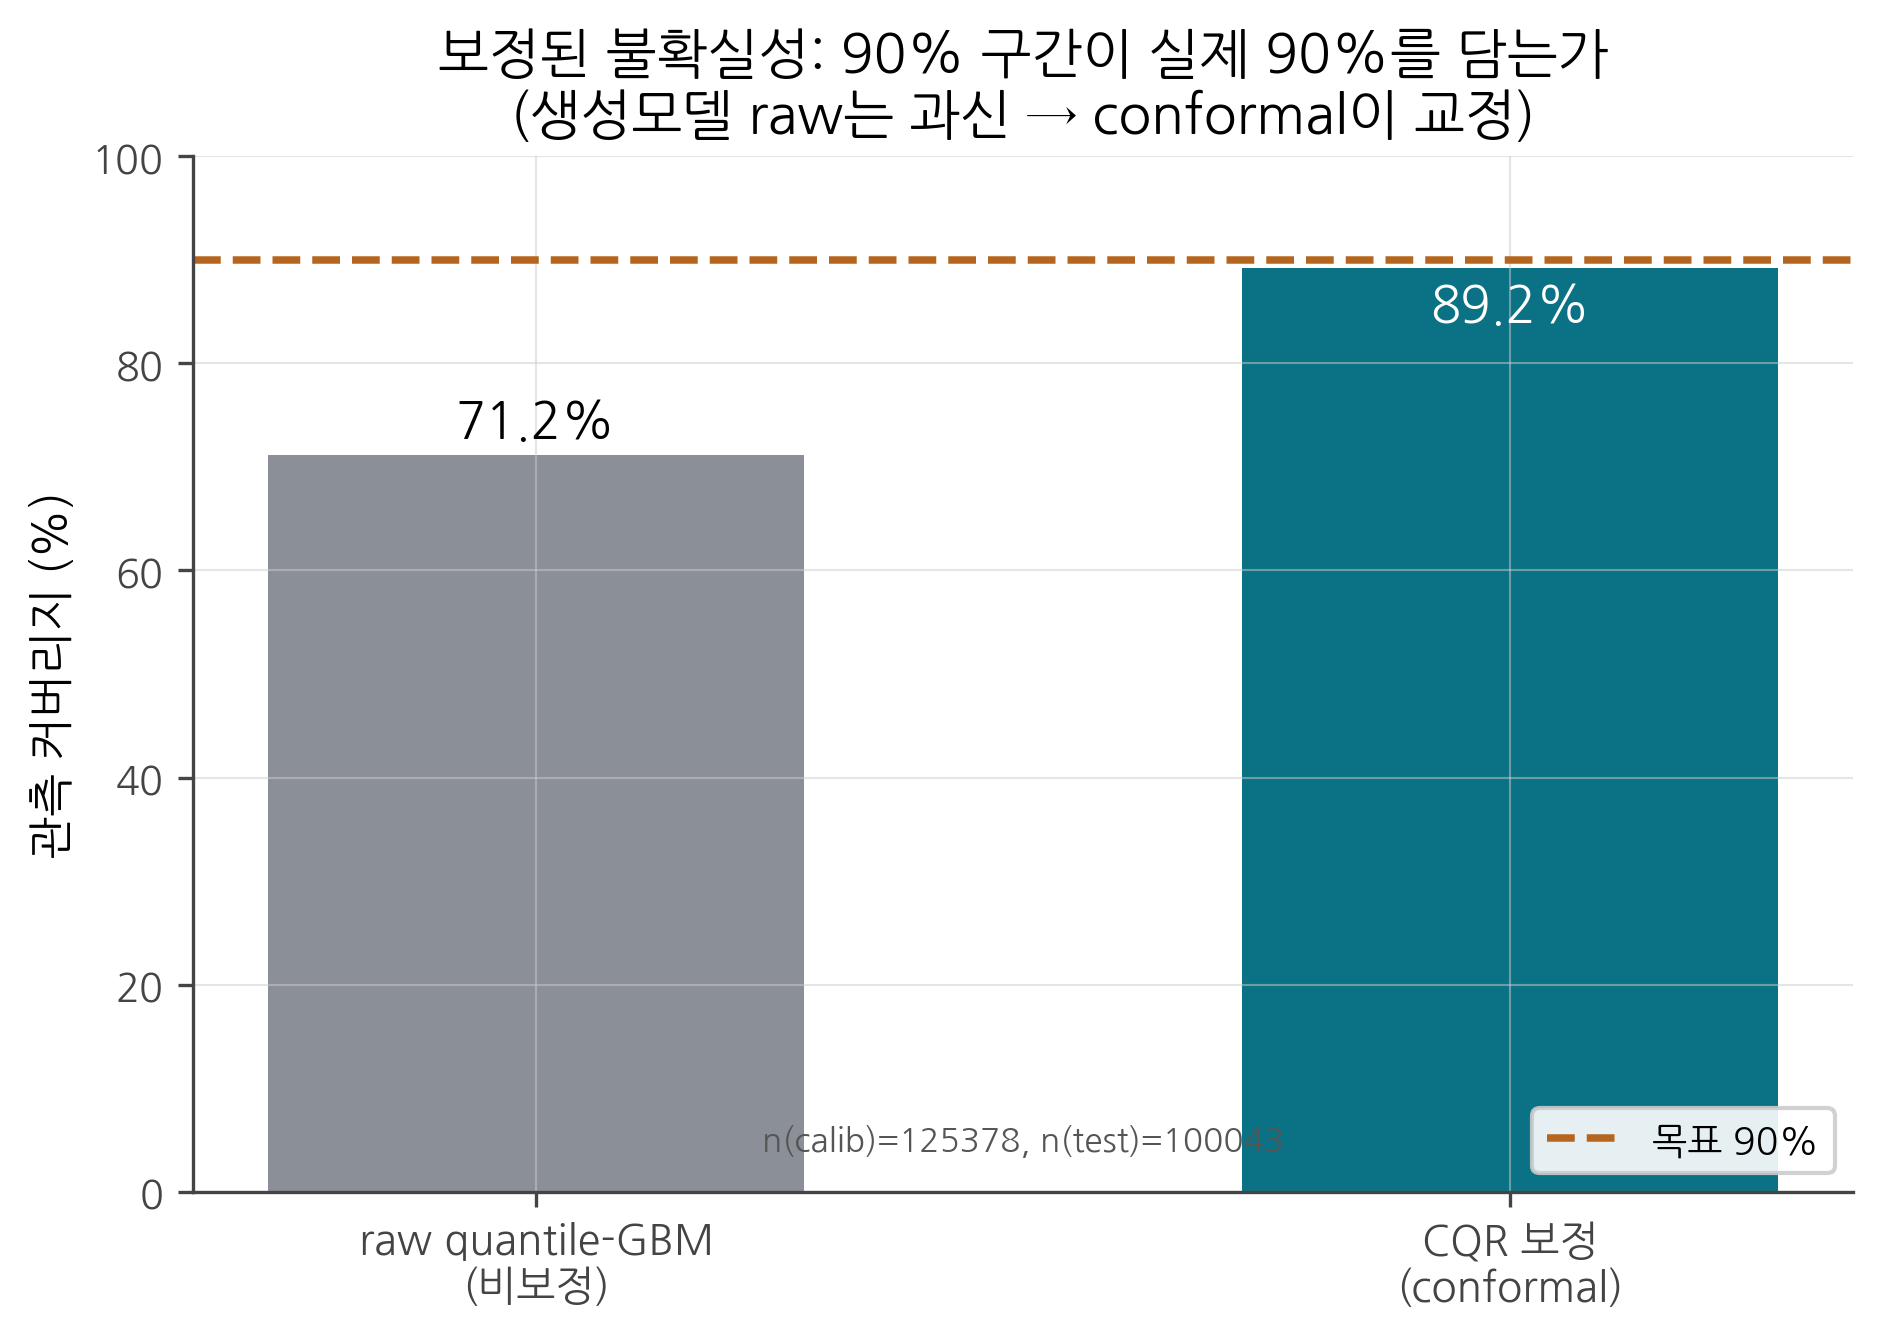 보정된 불확실성: 90% 구간이 실제 90%를 담는가
(생성모델 raw는 과신 → conformal이 교정)
관측 커버리지 (%)
100
80
60
40
20
0
71.2%
89.2%
n(calib)=125378, n(test)=100043
목표 90%
raw quantile-GBM
(비보정)
CQR 보정
(conformal)